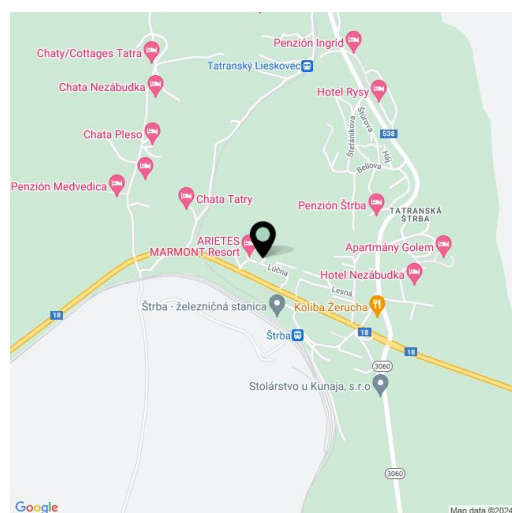 Chaty/Cottages Tatra
Penzión Ingrid
Tatranský Lieskovec
Chata Nezábudka
Hotel Rysy
538
Štúrova
Štefánikova
Háj
Bellova
Chata Pleso
Penzión Medvedica
Chata Tatry
Penzión Štrba
TATRANSKÁ
ŠTRBA
ARIETES
MARMONT Resort
Apartmány Golem
Lúčna
Hotel Nezábudka
Lesná
Štrba - železničná stanica
Koliba Žerucha
18
Štrba
18
18
3060
Stolárstvo u Kunaja, s.r.o
3060
Google
Map data ©2024